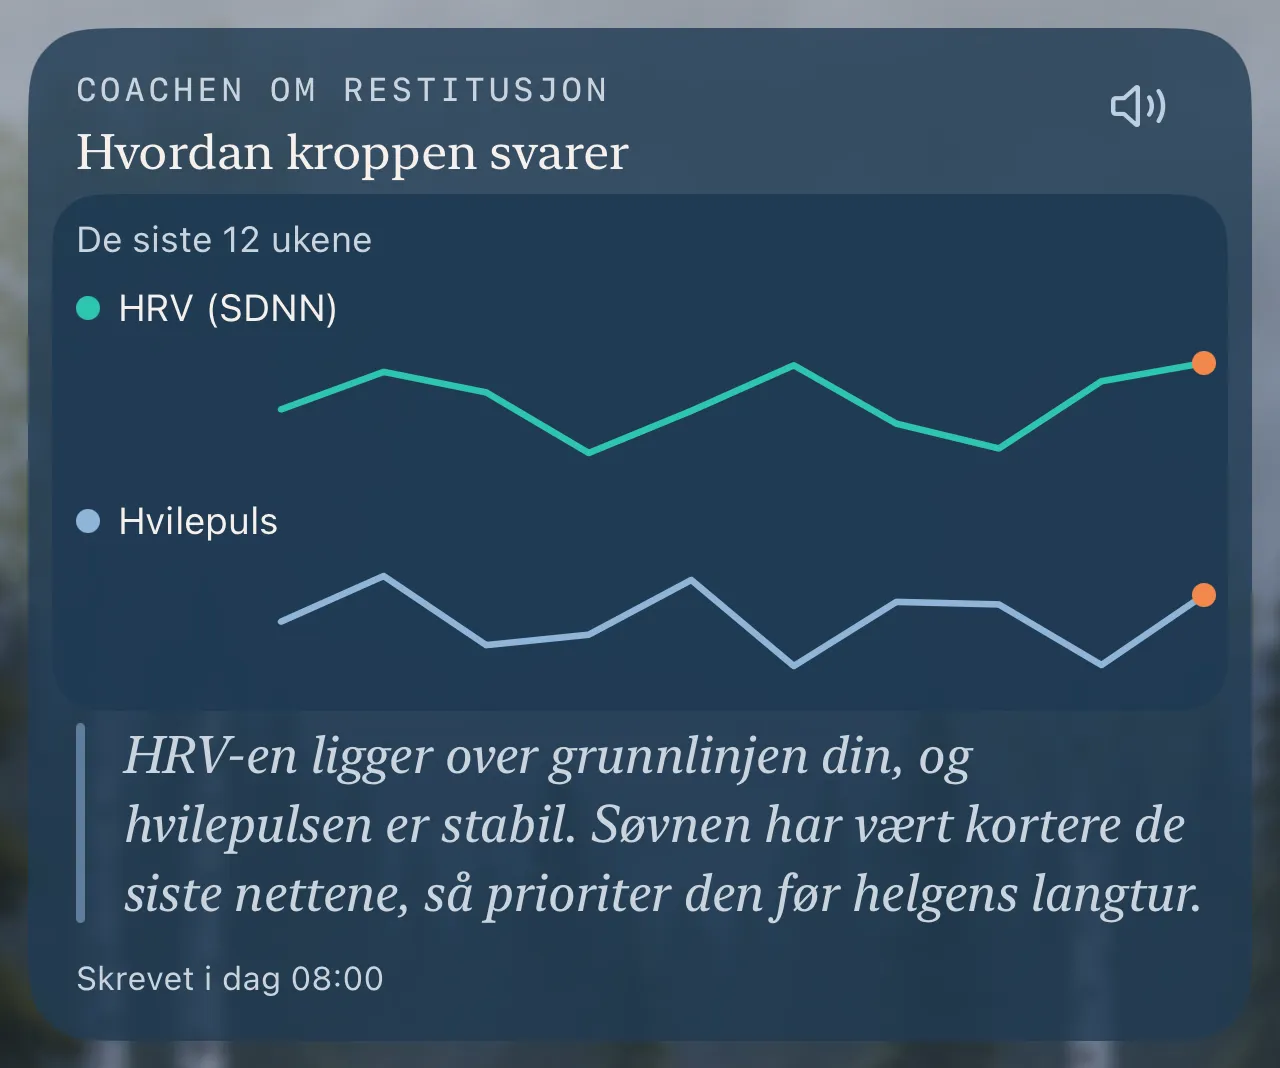 COACHEN OM RESTITUSJON
Hvordan kroppen svarer
De siste 12 ukene
HRV (SDNN)
Hvilepuls
HRV-en ligger over grunnlinjen din, og
hvilepulsen er stabil. Søvnen har vært kortere de
siste nettene, så prioriter den før helgens langtur.
Skrevet i dag 08:00